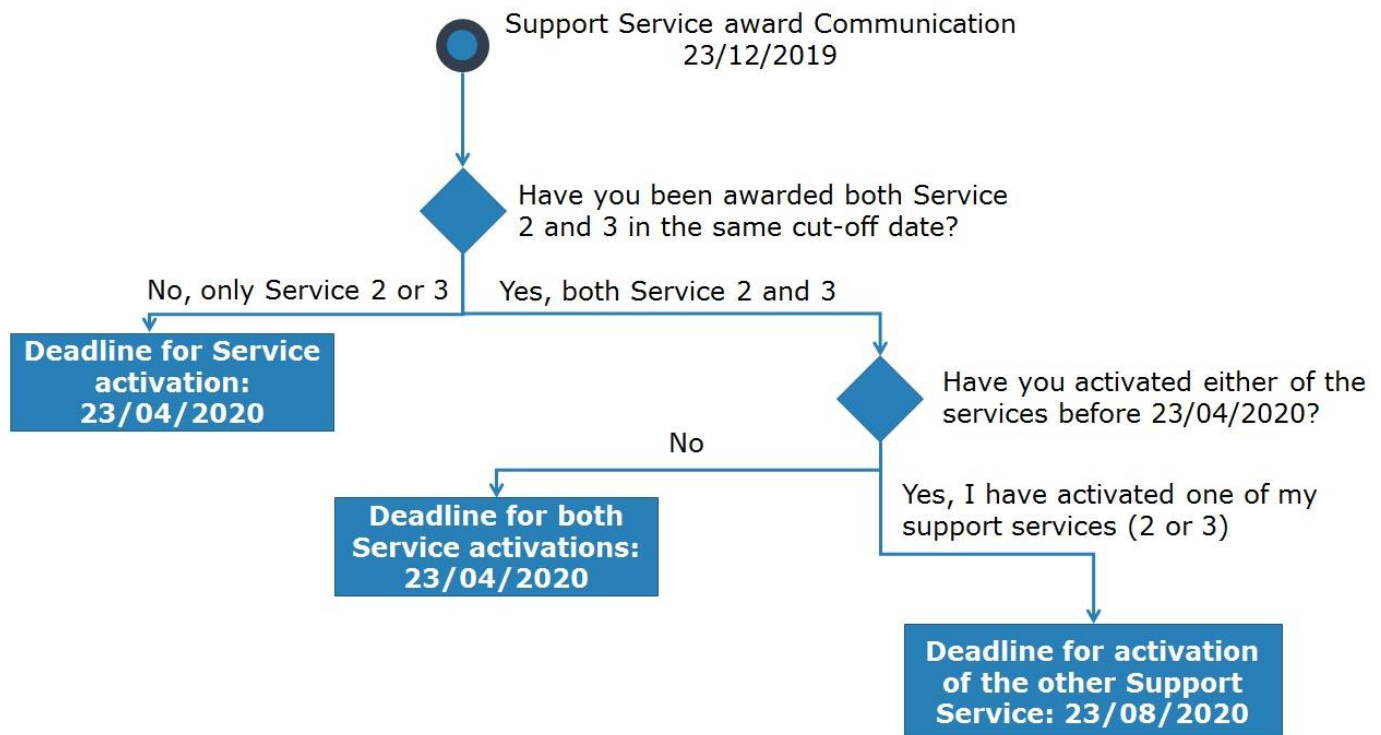 Support Service award Communication
23/12/2019
Have you been awarded both Service
2 and 3 in the same cut-off date?
No, only Service 2 or 3
Yes, both Service 2 and 3
Deadline for Service
activation:
23/04/2020
Have you activated either of the
services before 23/04/2020?
No
Yes, I have activated one of my
support services (2 or 3)
Deadline for both
Service activations:
23/04/2020
Deadline for activation
of the other Support
Service: 23/08/2020